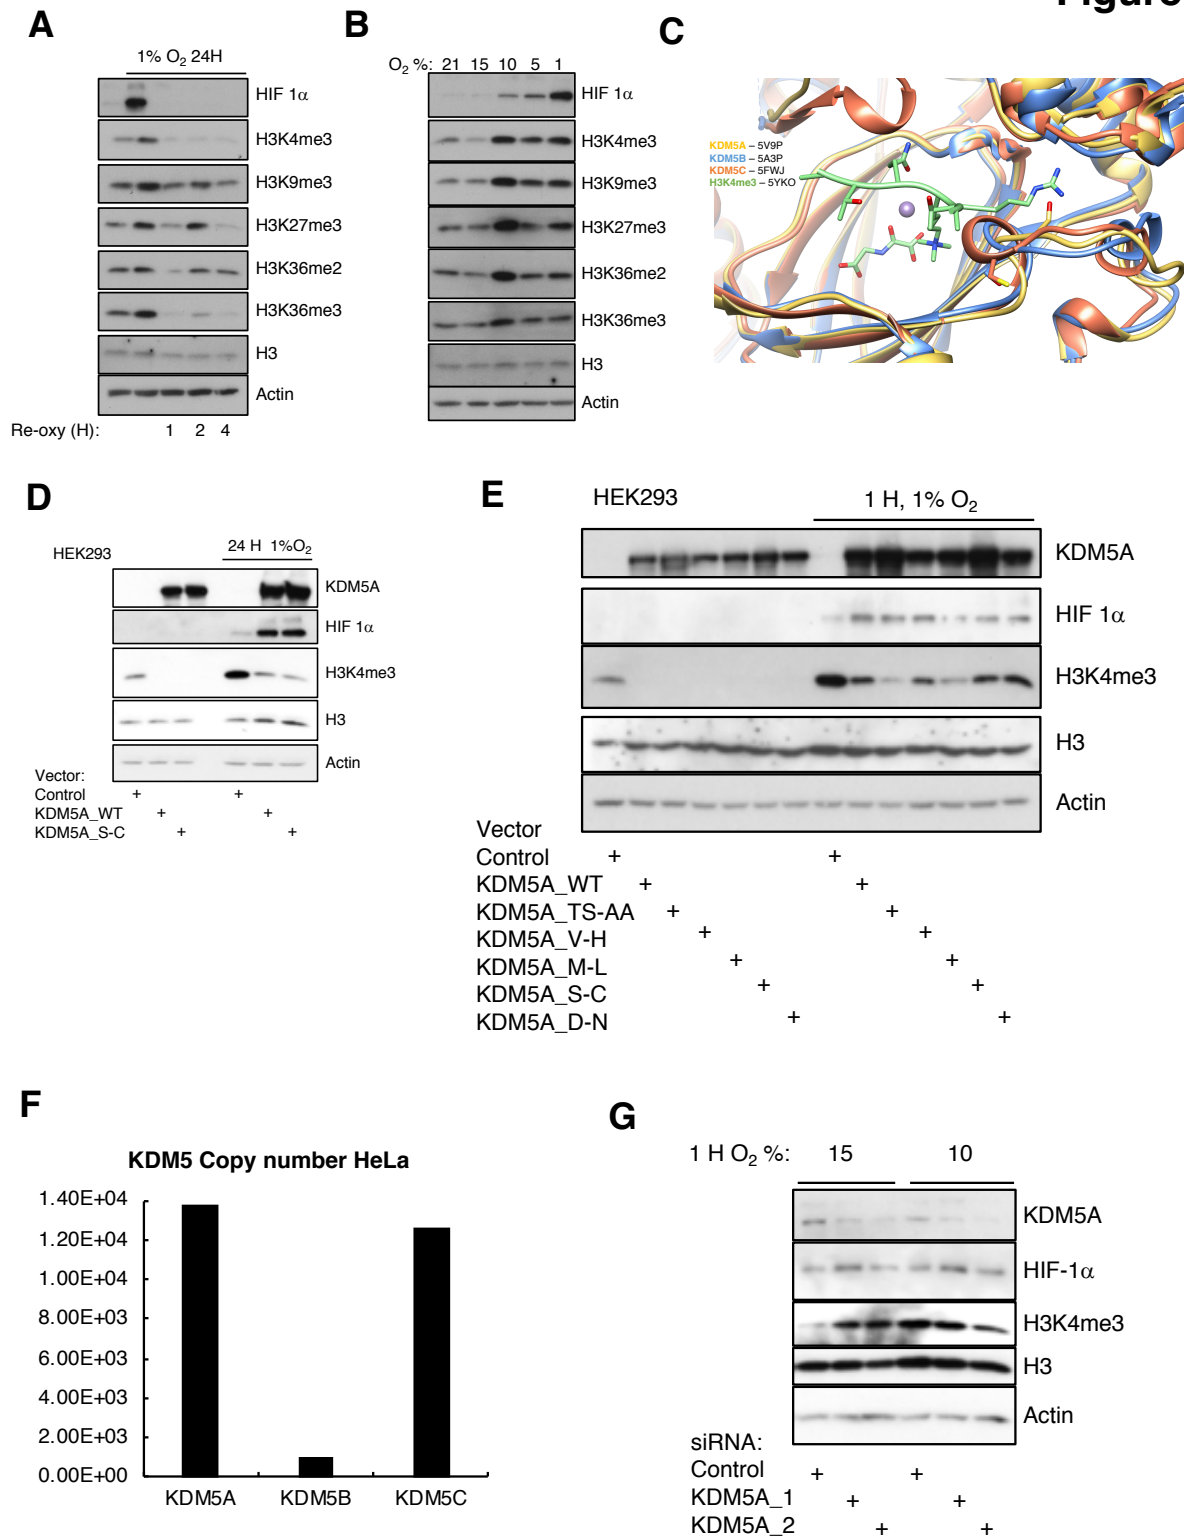 Figure
A
1% O2 24H
HIF 1α
H3K4me3
H3K9me3
H3K27me3
H3K36me2
H3K36me3
H3
Actin
Re-oxy (H): 1 2 4
B
O2 %: 21 15 10 5 1
HIF 1α
H3K4me3
H3K9me3
H3K27me3
H3K36me2
H3K36me3
H3
Actin
C
KDM5A – 5V9P
KDM5B – 5A3P
KDM5C – 5FWJ
H3K4me3 – 5YKO
D
HEK293
24 H 1%O2
KDM5A
HIF 1α
H3K4me3
H3
Actin
Vector:
Control + +
KDM5A_WT + +
KDM5A_S-C + +
E
HEK293
1 H, 1% O2
KDM5A
HIF 1α
H3K4me3
H3
Actin
Vector
Control + +
KDM5A_WT + +
KDM5A_TS-AA + +
KDM5A_V-H + +
KDM5A_M-L + +
KDM5A_S-C + +
KDM5A_D-N + +
F
KDM5 Copy number HeLa
1.40E+04
1.20E+04
1.00E+04
8.00E+03
6.00E+03
4.00E+03
2.00E+03
0.00E+00
KDM5A KDM5B KDM5C
G
1 H O2 %: 15 10
KDM5A
HIF-1α
H3K4me3
H3
Actin
siRNA:
Control + +
KDM5A_1 + +
KDM5A_2 + +